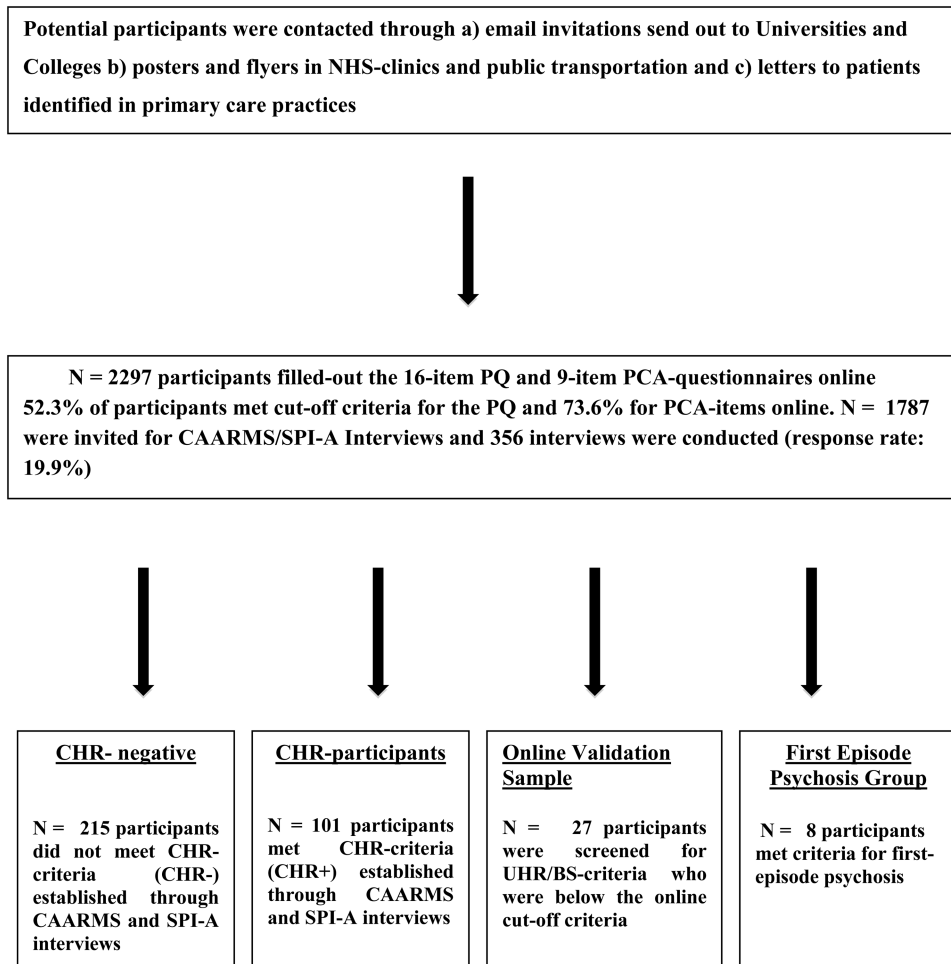 Potential participants were contacted through a) email invitations send out to Universities and
Colleges b) posters and flyers in NHS-clinics and public transportation and c) letters to patients
identified in primary care practices
N = 2297 participants filled-out the 16-item PQ and 9-item PCA-questionnaires online
52.3% of participants met cut-off criteria for the PQ and 73.6% for PCA-items online. N = 1787
were invited for CAARMS/SPI-A Interviews and 356 interviews were conducted (response rate:
19.9%)
CHR- negative
N = 215 participants
did not meet CHR-
criteria (CHR-)
established through
CAARMS and SPI-A
interviews
CHR-participants
N = 101 participants
met CHR-criteria
(CHR+) established
through CAARMS
and SPI-A interviews
Online Validation
Sample
N = 27 participants
were screened for
UHR/BS-criteria who
were below the online
cut-off criteria
First Episode
Psychosis Group
N = 8 participants
met criteria for first-
episode psychosis